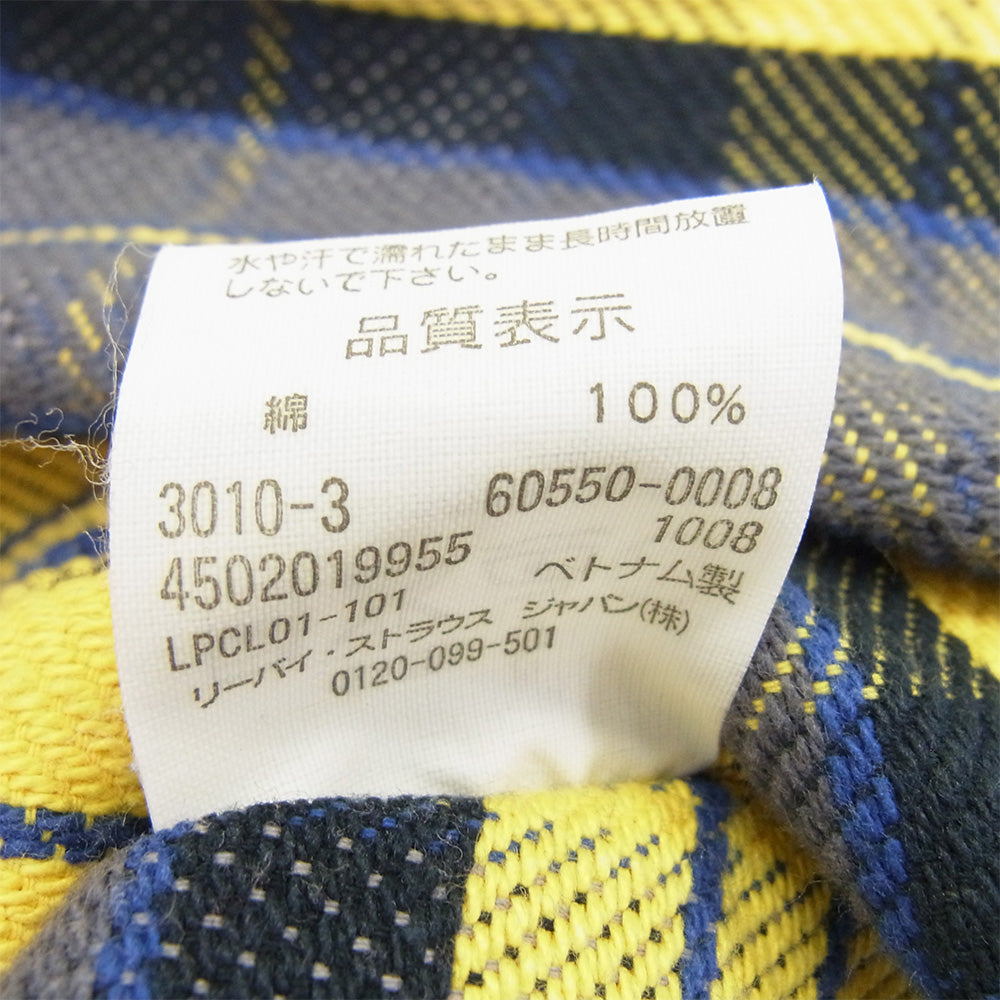 水や汗で濡れたまま長時間放置
しないで下さい。
品質表示
綿 100%
3010-3 60550-0008
4502019955 1008
LPCL01-101 ベトナム製
リーバイ・ストラウス ジャパン(株)
0120-099-501